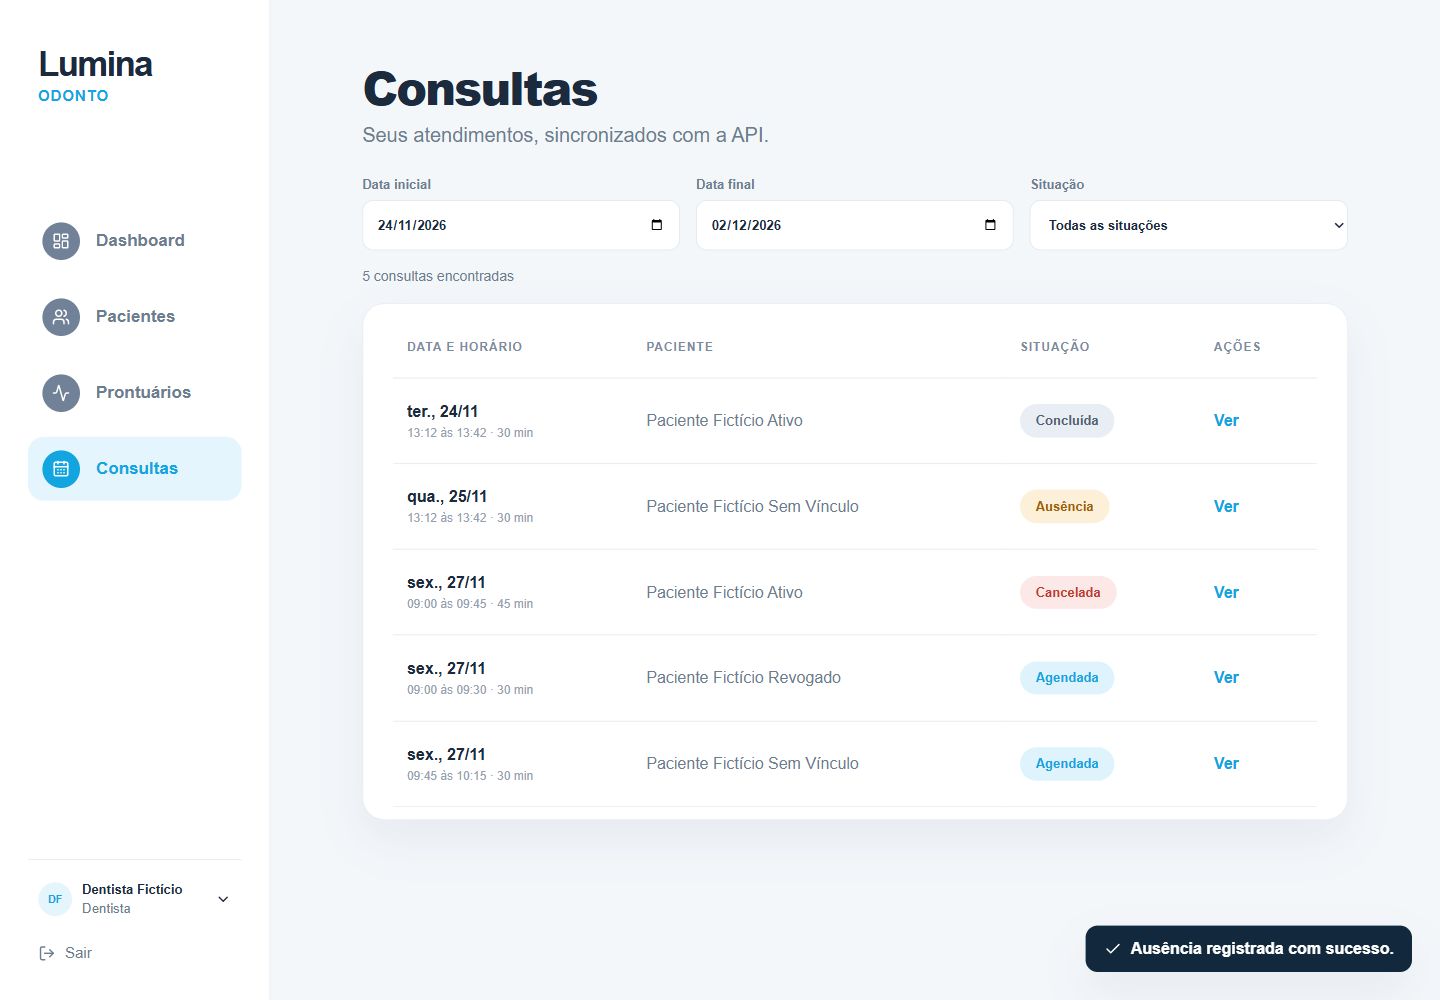 Lumina
ODONTO
Dashboard
Pacientes
Prontuários
Consultas
DF
Dentista Fictício
Dentista
Sair
Consultas
Seus atendimentos, sincronizados com a API.
Data inicial
Data final
Situação
24/11/2026
02/12/2026
Todas as situações
5 consultas encontradas
DATA E HORÁRIO PACIENTE SITUAÇÃO AÇÕES
ter., 24/11
13:12 às 13:42 · 30 min
Paciente Fictício Ativo
Concluída
Ver
qua., 25/11
13:12 às 13:42 · 30 min
Paciente Fictício Sem Vínculo
Ausência
Ver
sex., 27/11
09:00 às 09:45 · 45 min
Paciente Fictício Ativo
Cancelada
Ver
sex., 27/11
09:00 às 09:30 · 30 min
Paciente Fictício Revogado
Agendada
Ver
sex., 27/11
09:45 às 10:15 · 30 min
Paciente Fictício Sem Vínculo
Agendada
Ver
Ausência registrada com sucesso.